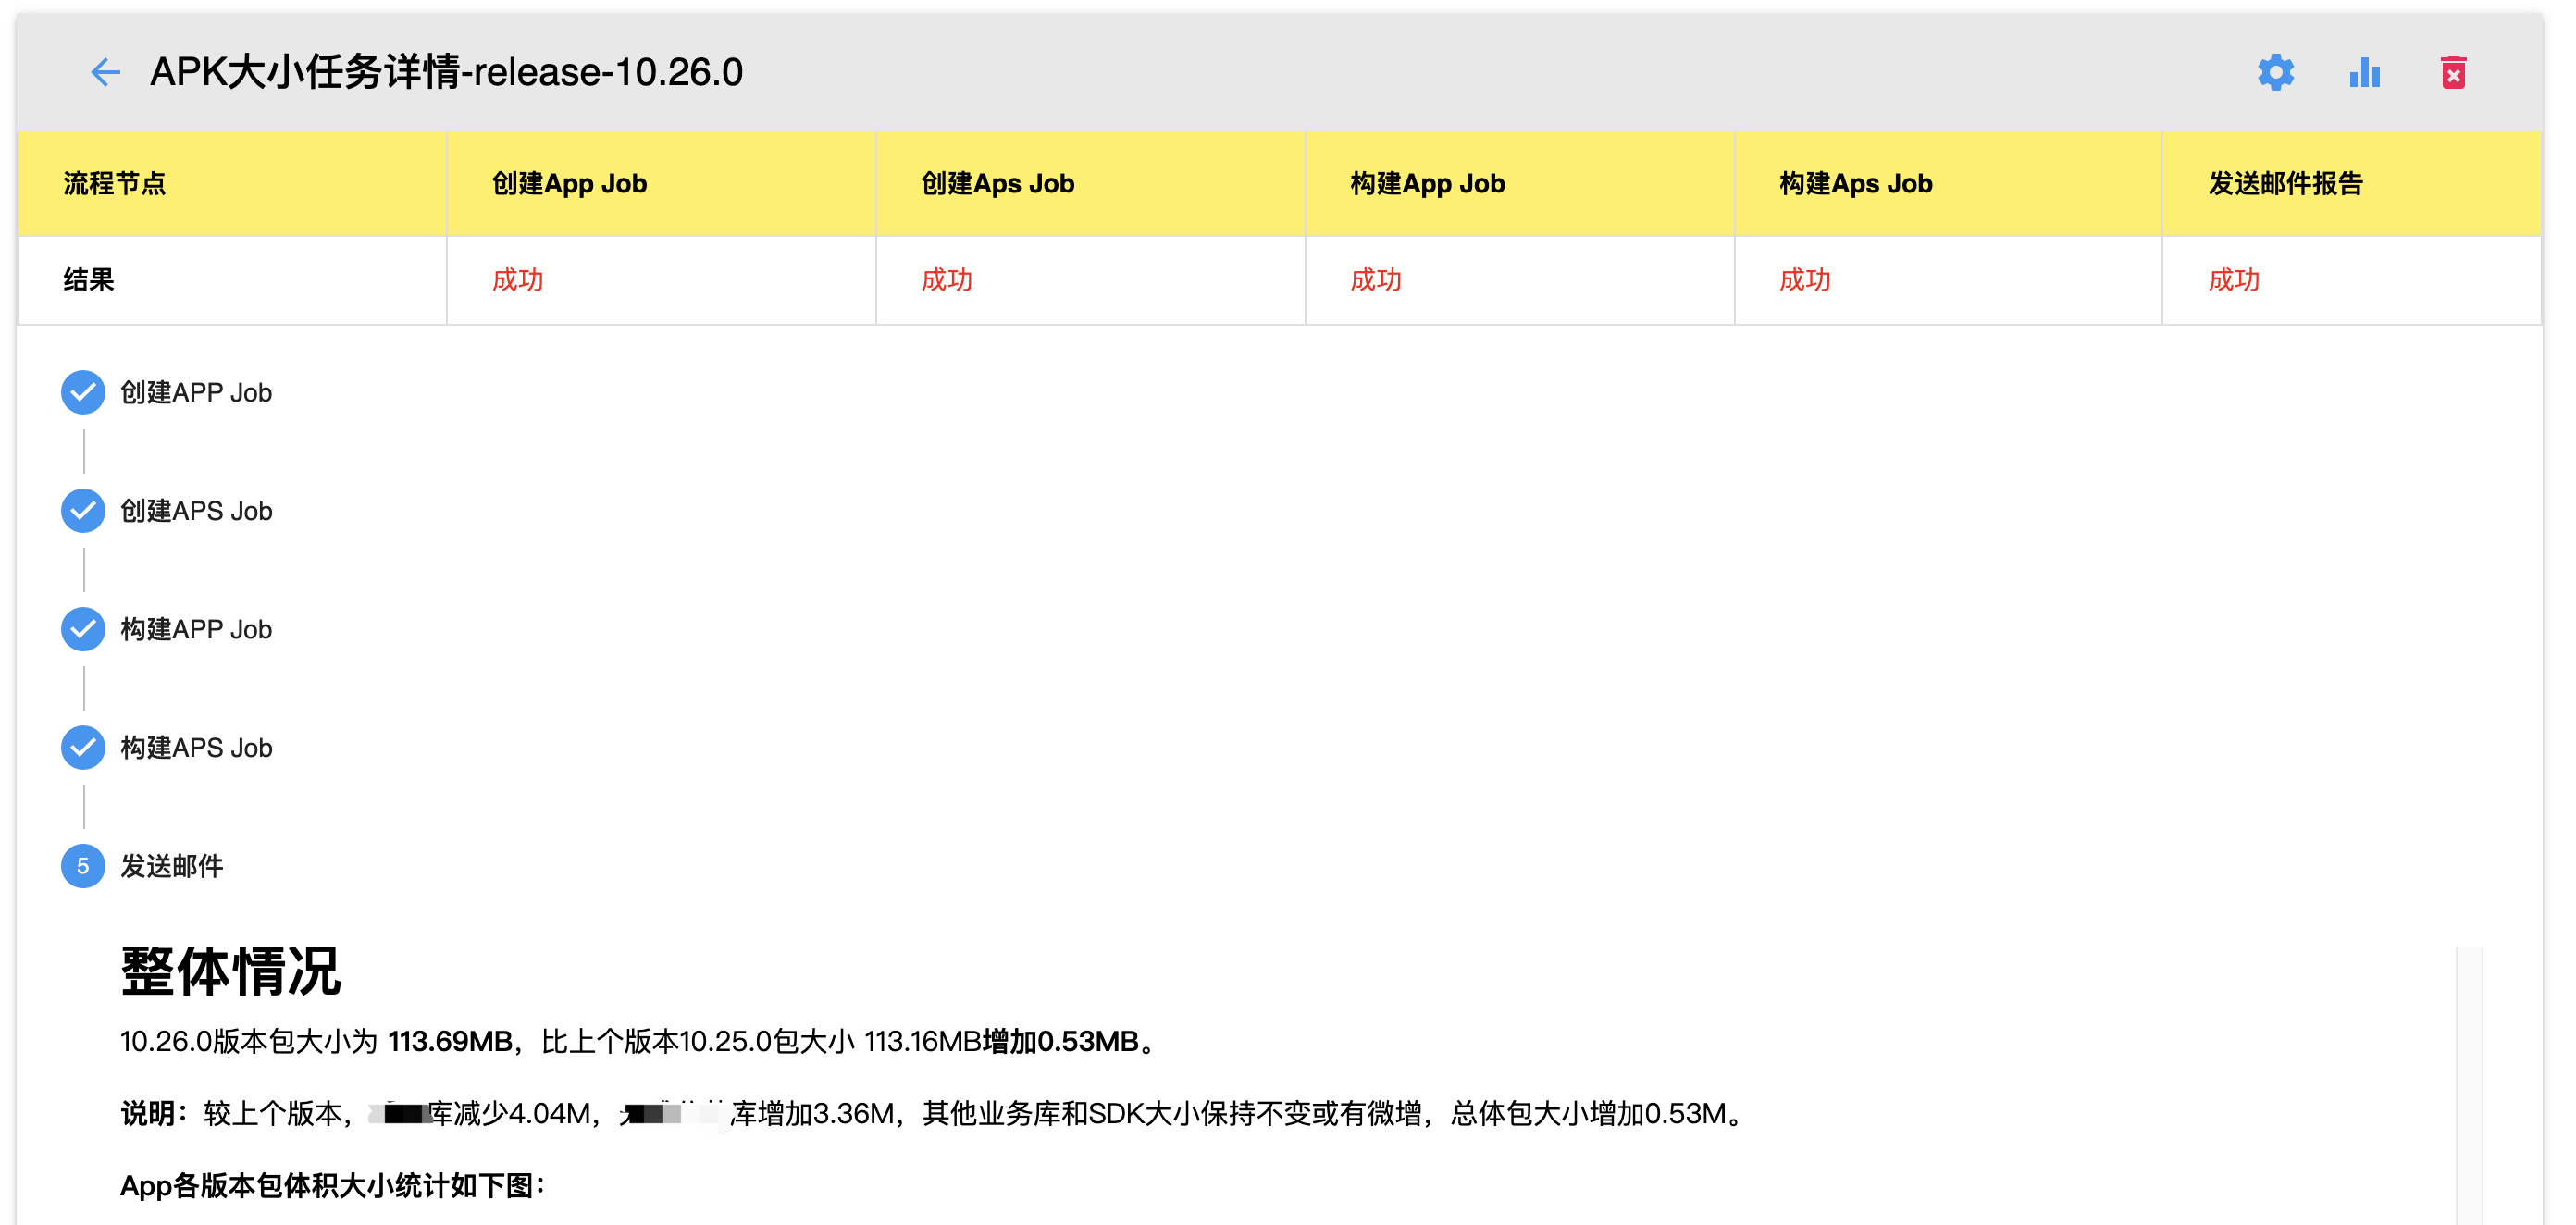 APK大小任务详情-release-10.26.0
流程节点 创建App Job 创建Aps Job 构建App Job 构建Aps Job 发送邮件报告
结果 成功 成功 成功 成功 成功
创建APP Job
创建APS Job
构建APP Job
构建APS Job
5 发送邮件
整体情况
10.26.0版本包大小为 113.69MB，比上个版本10.25.0包大小 113.16MB增加0.53MB。
说明：较上个版本，库减少4.04M，库增加3.36M，其他业务库和SDK大小保持不变或有微增，总体包大小增加0.53M。
App各版本包体积大小统计如下图：